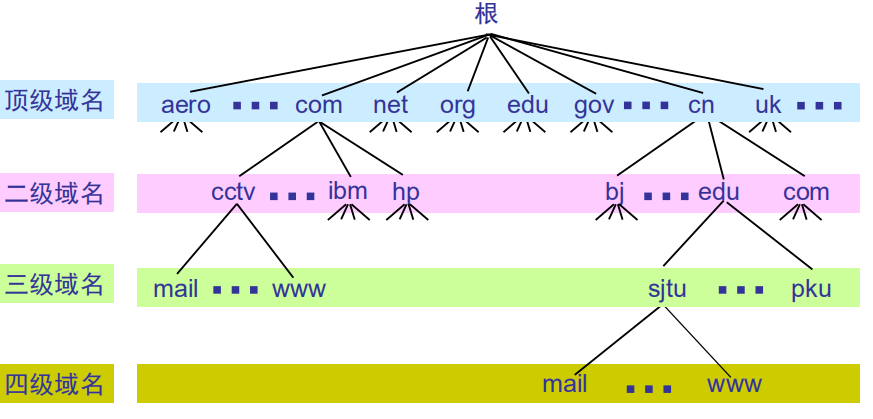 根
顶级域名 aero ... com net org edu gov ... cn uk ...
二级域名 cctv ... ibm hp bj ... edu com
三级域名 mail ... www sjtu ... pku
四级域名 mail ... www